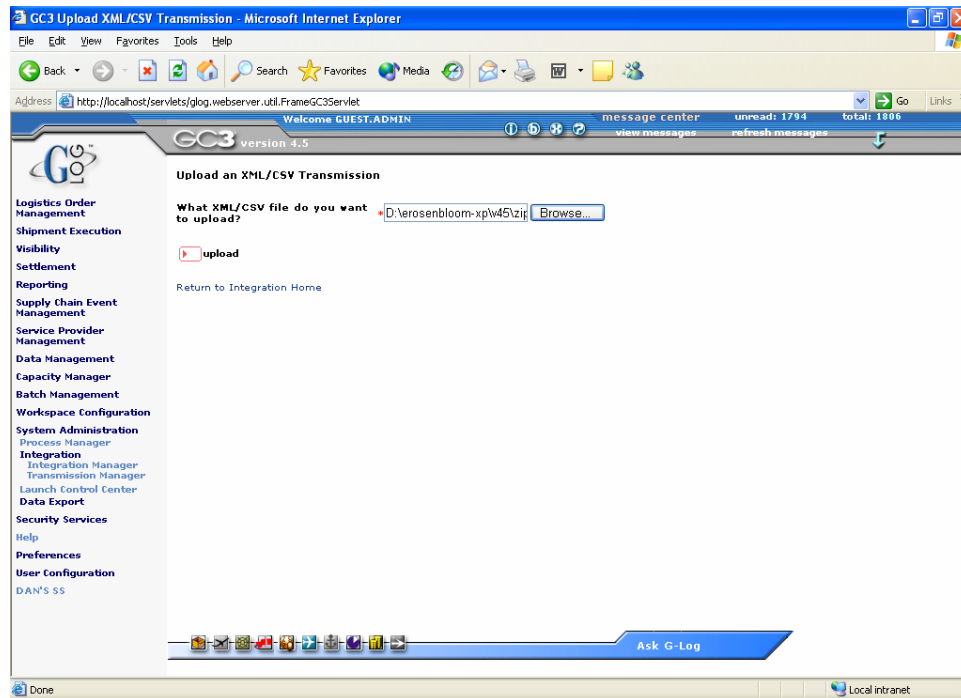 GC3 Upload XML/CSV Transmission - Microsoft Internet Explorer
File Edit View Favorites Tools Help
Back Search Favorites Media
Address http://localhost/servlets/glog.webserver.util.FrameGC3Servlet Go Links
Welcome GUEST.ADMIN message center unread: 1794 total: 1806
GC3 version 4.5 view messages refresh messages
G-Log
Upload an XML/CSV Transmission
What XML/CSV file do you want
to upload? *D:\erosenbloom-xp\v45\zip Browse...
upload
Return to Integration Home
Logistics Order
Management
Shipment Execution
Visibility
Settlement
Reporting
Supply Chain Event
Management
Service Provider
Management
Data Management
Capacity Manager
Batch Management
Workspace Configuration
System Administration
Process Manager
Integration
Integration Manager
Transmission Manager
Launch Control Center
Data Export
Security Services
Help
Preferences
User Configuration
DAN'S SS
Ask G-Log
Done Local intranet